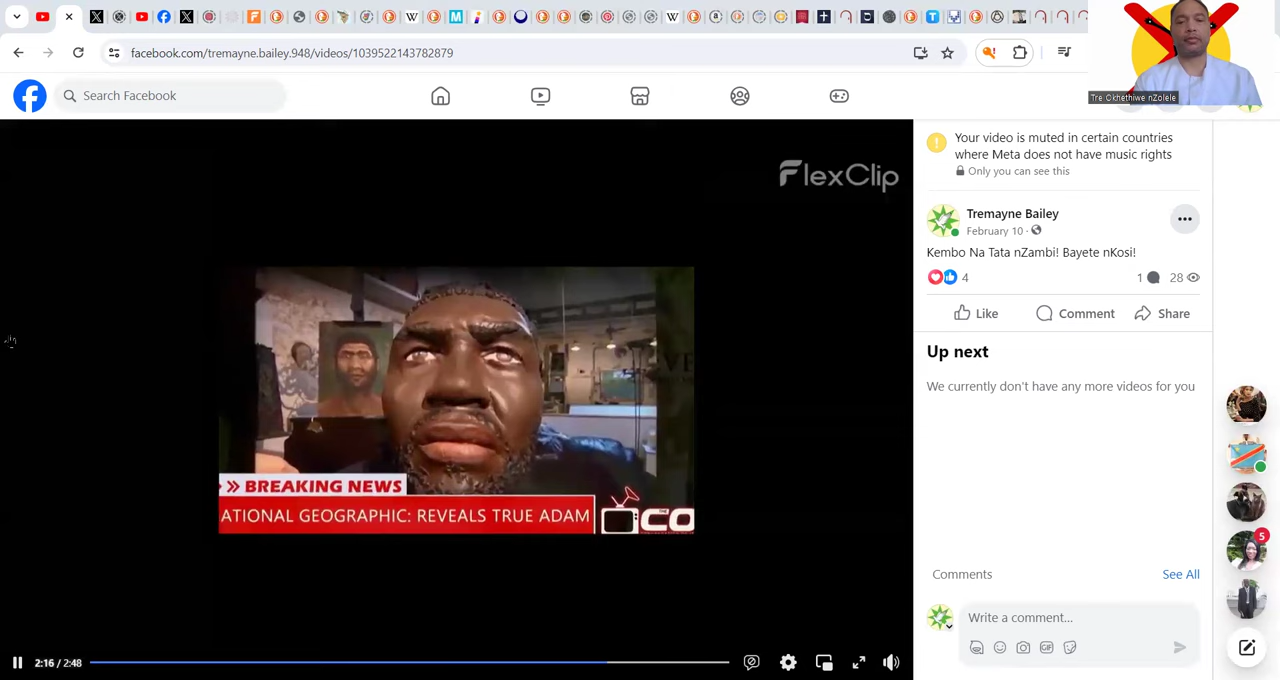 facebook.com/tremayne.bailey.948/videos/1039522143782879
Tre Okhethiwe nZolele
Search Facebook
FlexClip
Your video is muted in certain countries
where Meta does not have music rights
Only you can see this
Tremayne Bailey
February 10 ·
Kembo Na Tata nZambi! Bayete nKosi!
4
1
28
Like
Comment
Share
Up next
We currently don't have any more videos for you
» BREAKING NEWS
ATIONAL GEOGRAPHIC: REVEALS TRUE ADAM
THE
CO
5
Comments
See All
Write a comment...
GIF
2:16 / 2:48